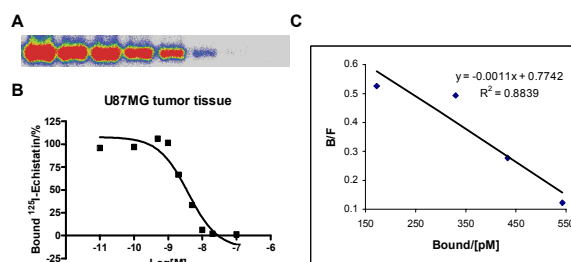 A
B
U87MG tumor tissue
Bound ¹²⁵I-Echistatin/%
125
100
75
50
25
0
-25
-11 -10 -9 -8 -7 -6
Log[M]
C
y = -0.0011x + 0.7742
R² = 0.8839
B/F
0.6
0.5
0.4
0.3
0.2
0.1
150 250 350 450 550
Bound/[pM]